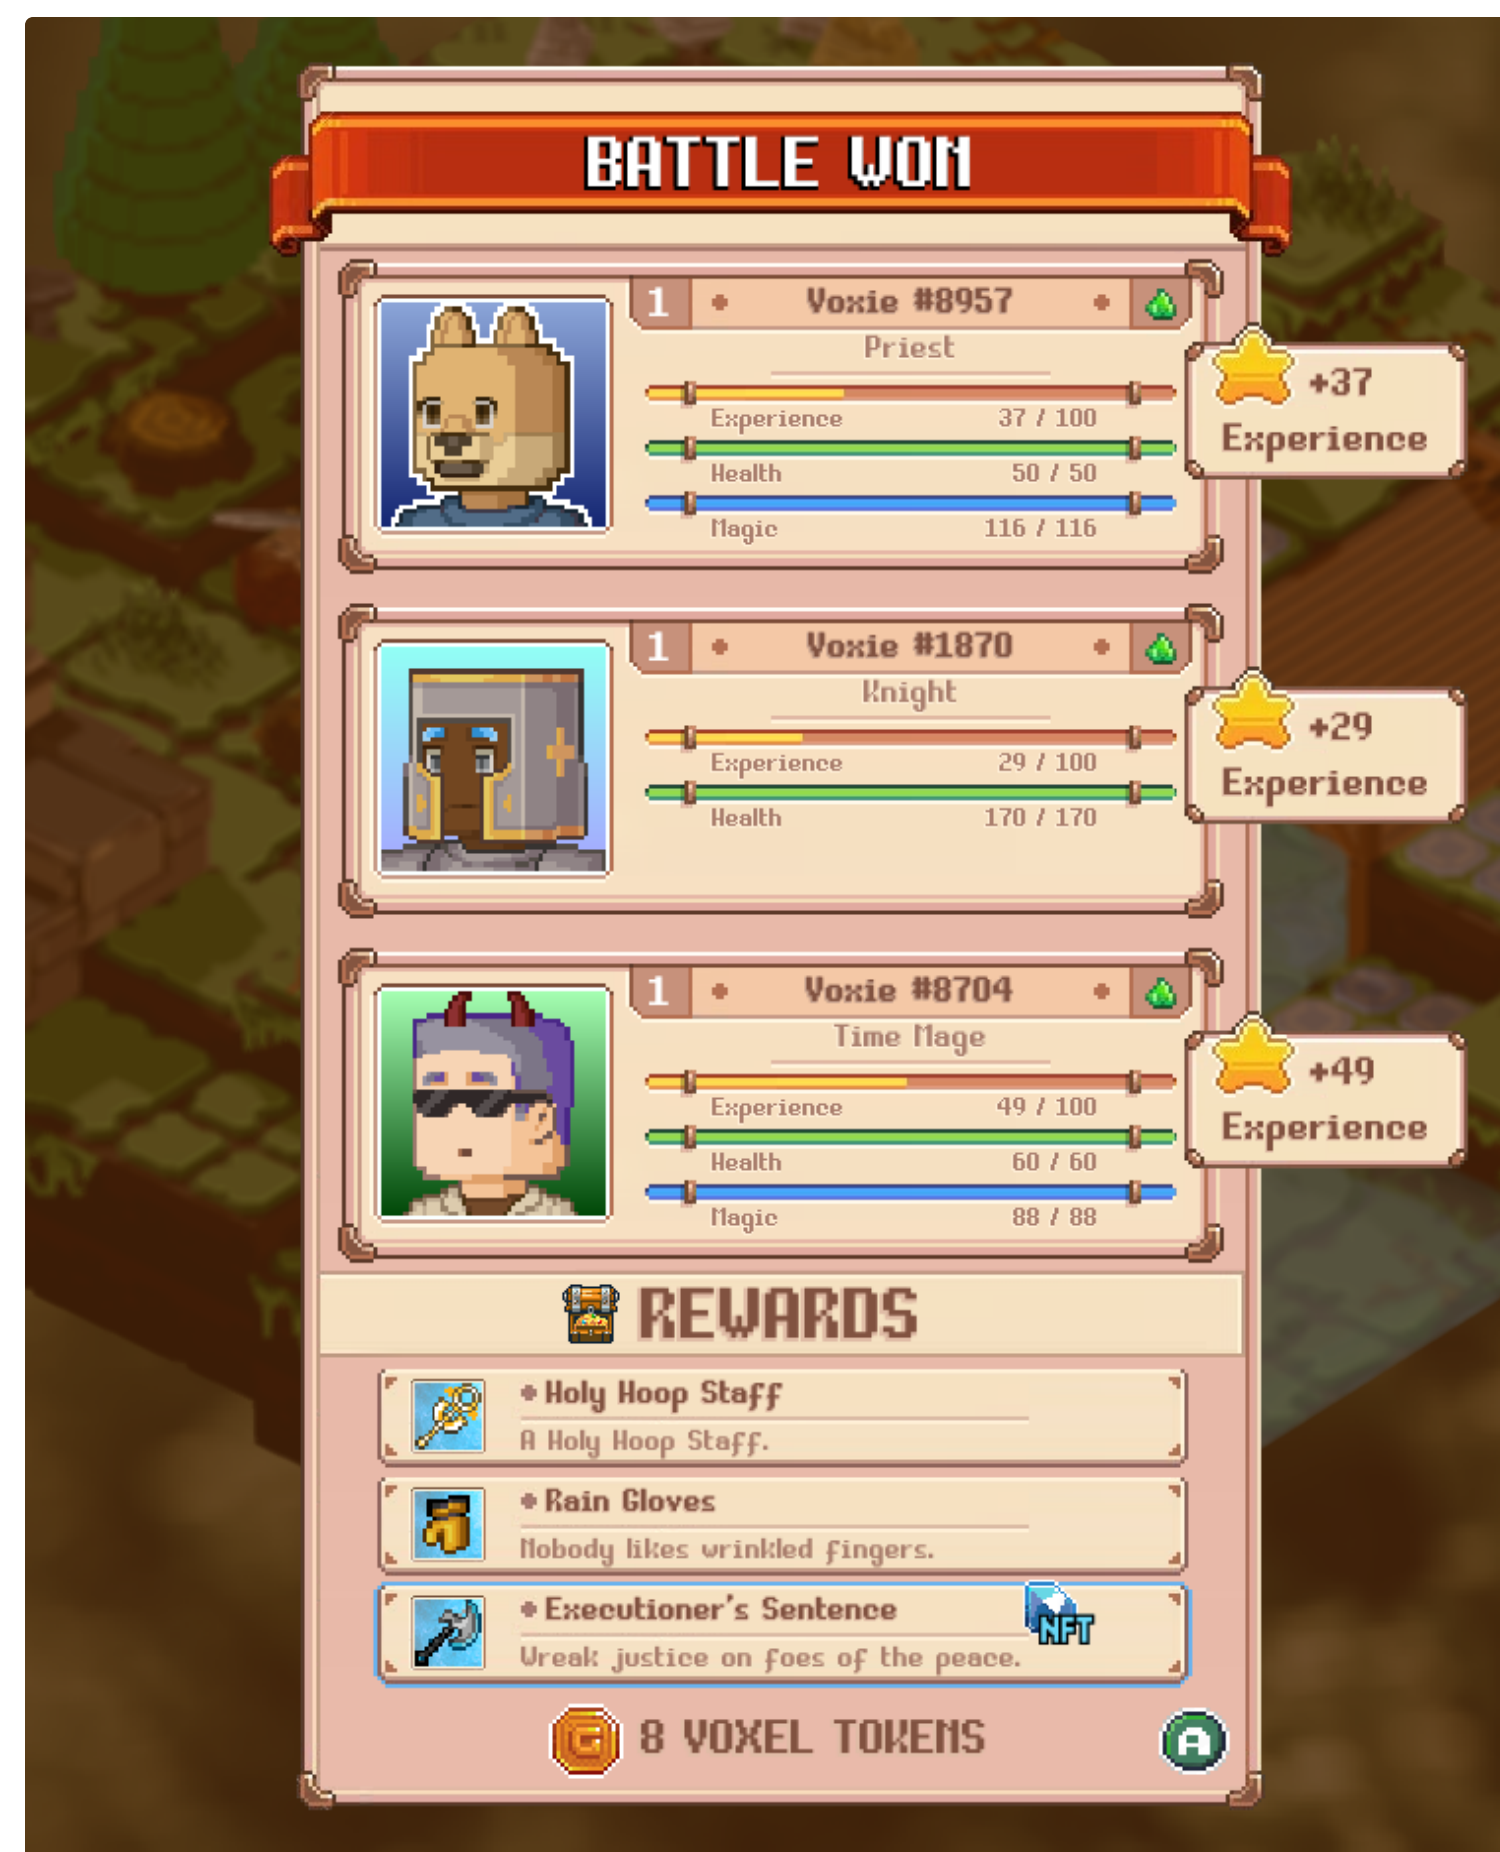 BATTLE WON
1 Voxie #8957
Priest
Experience 37 / 100
Health 50 / 50
Magic 116 / 116
+37
Experience
1 Voxie #1870
Knight
Experience 29 / 100
Health 170 / 170
+29
Experience
1 Voxie #8704
Time Mage
Experience 49 / 100
Health 60 / 60
Magic 88 / 88
+49
Experience
REWARDS
Holy Hoop Staff
A Holy Hoop Staff.
Rain Gloves
Nobody likes wrinkled fingers.
Executioner's Sentence
NFT
Wreak justice on foes of the peace.
G 8 VOXEL TOKENS A